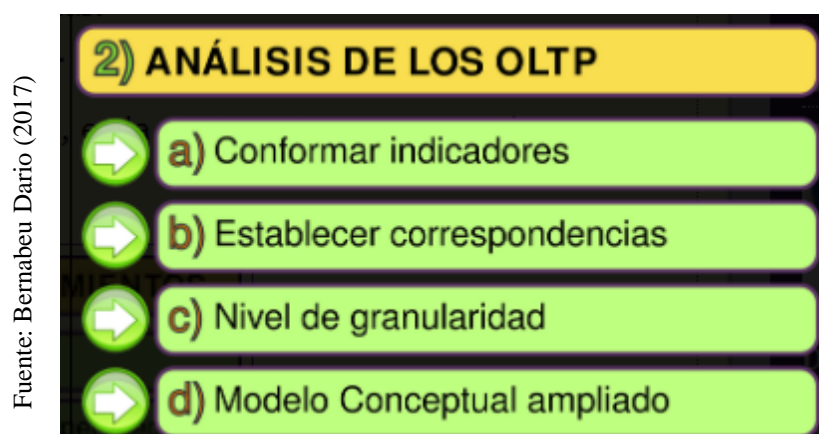 Fuente: Bernabeu Dario (2017)
2) ANÁLISIS DE LOS OLTP
a) Conformar indicadores
b) Establecer correspondencias
c) Nivel de granularidad
d) Modelo Conceptual ampliado